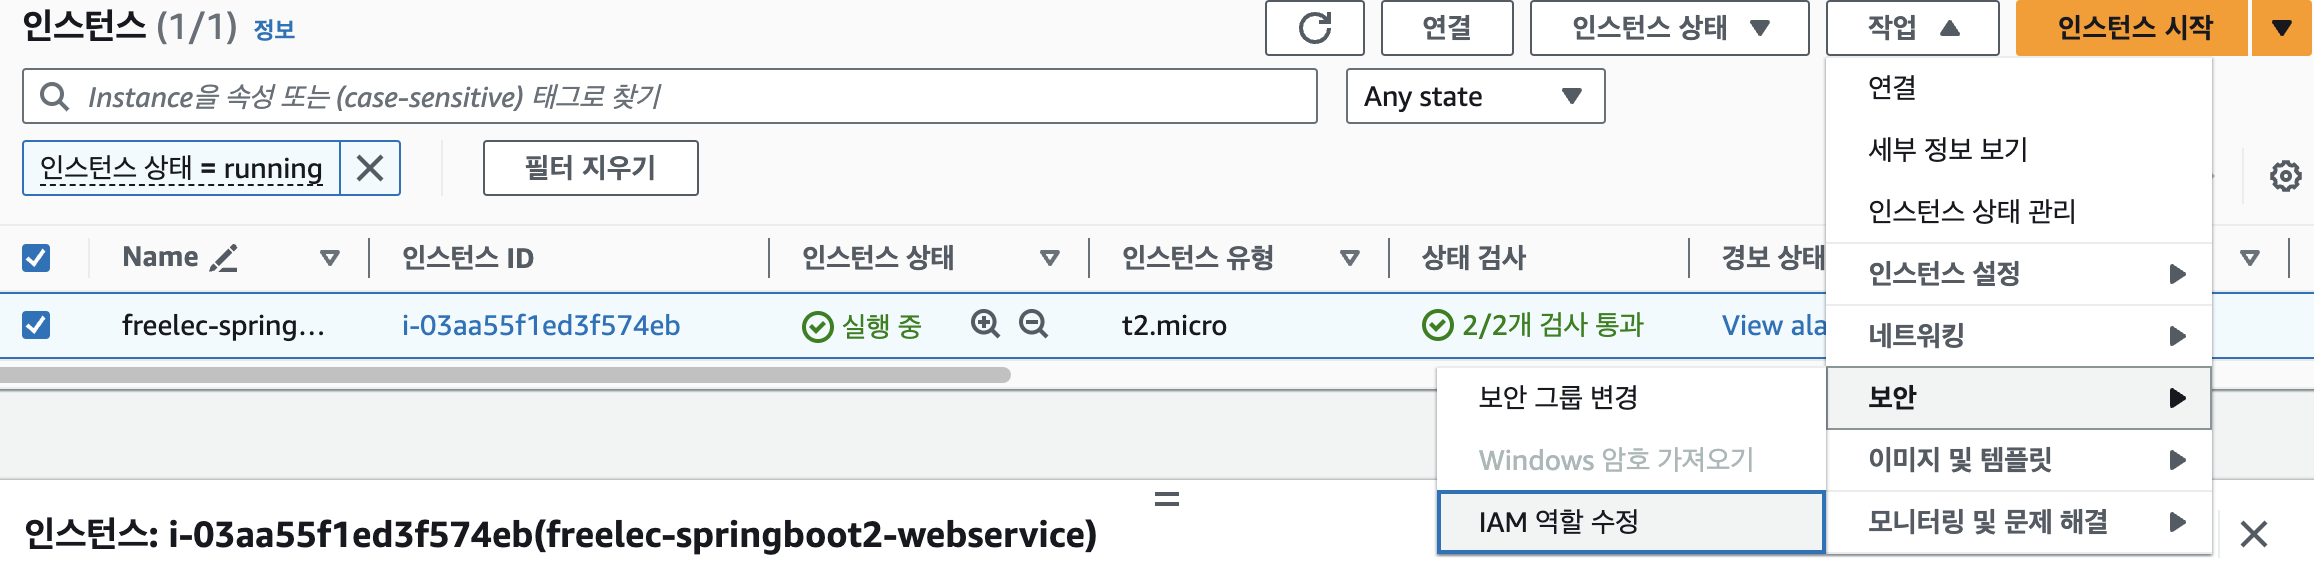 인스턴스 (1/1) 정보
연결
인스턴스 상태
작업
인스턴스 시작
Instance을 속성 또는 (case-sensitive) 태그로 찾기
Any state
인스턴스 상태 = running
필터 지우기
Name
인스턴스 ID
인스턴스 상태
인스턴스 유형
상태 검사
경보 상태
freelec-spring...
i-03aa55f1ed3f574eb
실행 중
t2.micro
2/2개 검사 통과
View ala
연결
세부 정보 보기
인스턴스 상태 관리
인스턴스 설정
네트워킹
보안
이미지 및 템플릿
모니터링 및 문제 해결
보안 그룹 변경
Windows 암호 가져오기
IAM 역할 수정
인스턴스: i-03aa55f1ed3f574eb(freelec-springboot2-webservice)